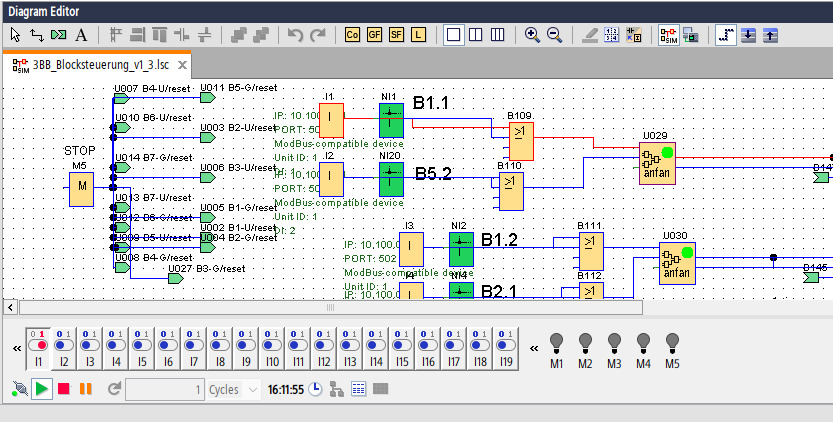 Diagram Editor
A Co GF SF L SIM
SIM 3BB_Blocksteuerung_v1_3.lsc
U007 B4-U/reset U011 B5-G/reset
I1 NI1 B1.1
I
IP: 10.100
PORT: 50
ModBus-compatible device
Unit ID: 1
B109
≥1
U010 B6-U/reset
U003 B2-U/reset
STOP
M5
M
U029
anfan
U014 B7-G/reset
U006 B3-U/reset
I2 NI20 B5.2
I
IP: 10.100
PORT: 50
ModBus-compatible device
Unit ID: 1
DI: 2
B110
≥1
D14
U013 B7-U/reset
U005 B1-G/reset
U012 B6-G/reset
U002 B1-U/reset
U009 B5-U/reset U004 B2-G/reset
U008 B4-G/reset
U027 B3-G/reset
I3 NI2 B1.2
I
IP: 10.100.0
PORT: 502
ModBus-compatible device
B111
≥1
U030
anfan
D145
I4 NI4 B2.1
I
IP: 10.100.0
B112
≥1
« 0 1 0 1 0 1 0 1 0 1 0 1 0 1 0 1 0 1 0 1 0 1 0 1 0 1 0 1 0 1 0 1 0 1 0 1 0 1 «
I1 I2 I3 I4 I5 I6 I7 I8 I9 I10 I11 I12 I13 I14 I15 I16 I17 I18 I19 M1 M2 M3 M4 M5
1 Cycles 16:11:55